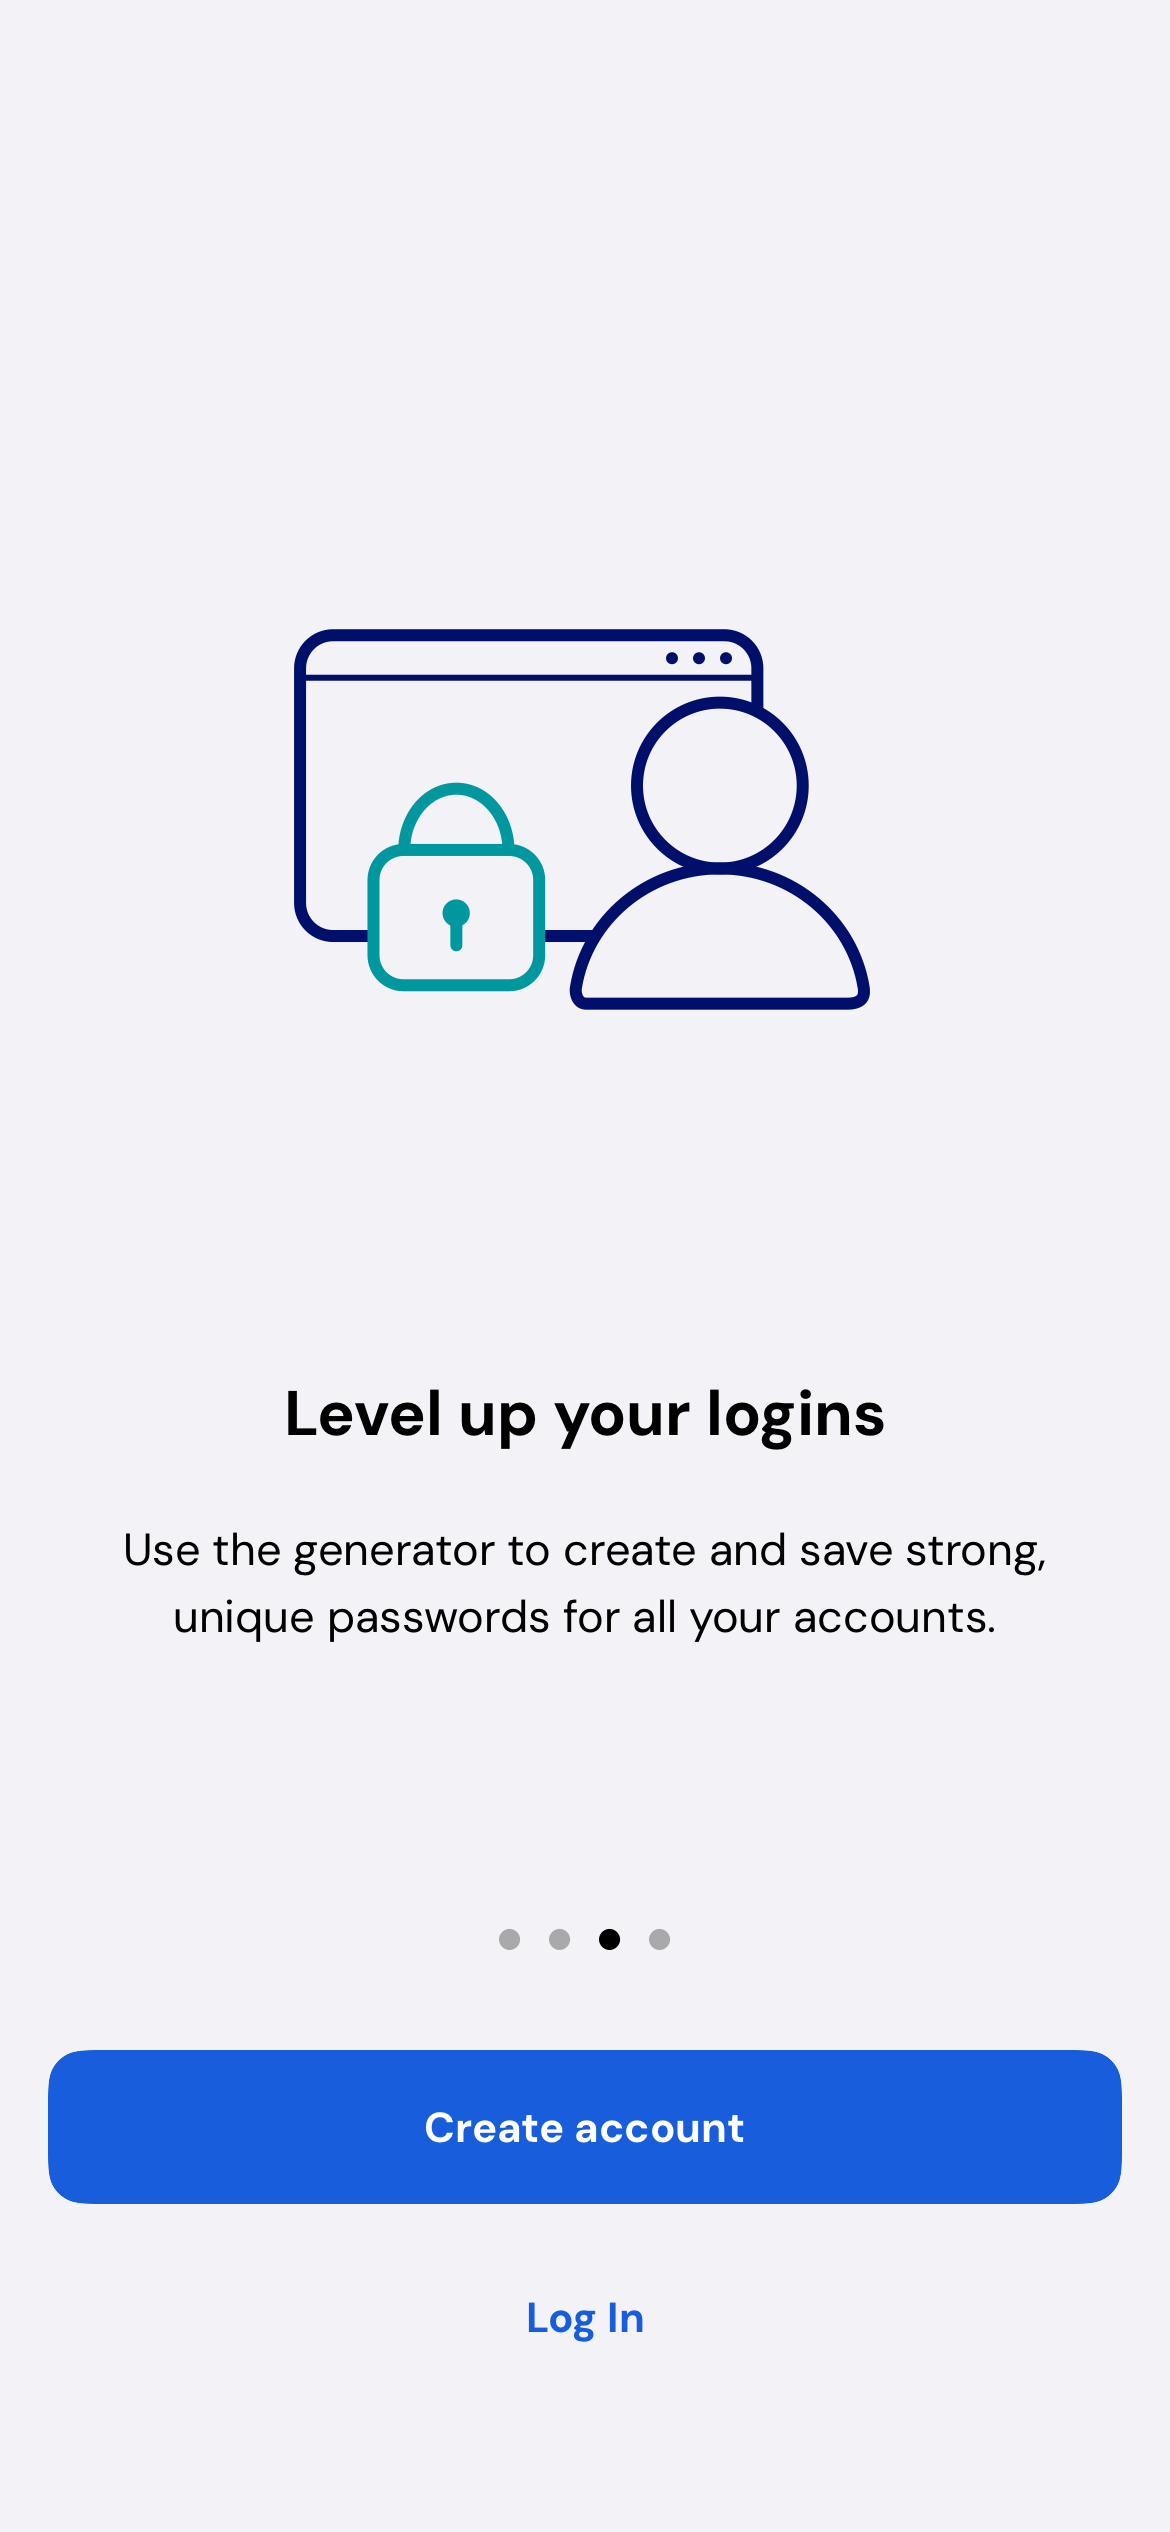 Level up your logins
Use the generator to create and save strong,
unique passwords for all your accounts.
Create account
Log In